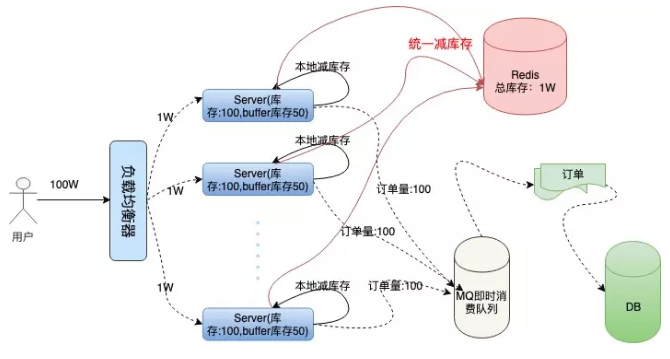 统一减库存
Redis
总库存：1W
本地减库存
Server(库
存:100,buffer库存50)
1W
100W
用户
负载均衡器
本地减库存
Server(库
存:100,buffer库存50)
1W
订单量:100
订单
订单量:100
本地减库存
订单量:100
1W
Server(库
存:100,buffer库存50)
MQ即时消
费队列
DB